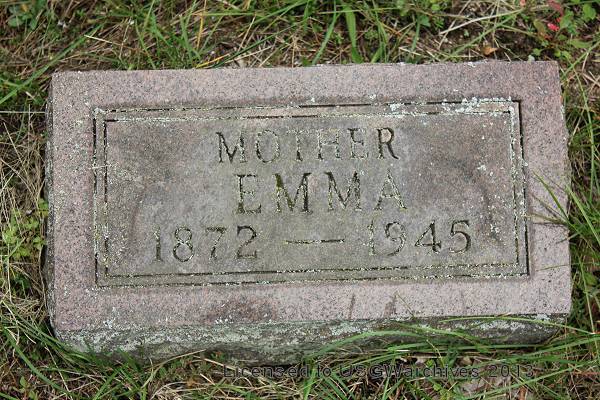 MOTHER
EMMA
1872 — 1945
Licensed to USGWarchives 2013